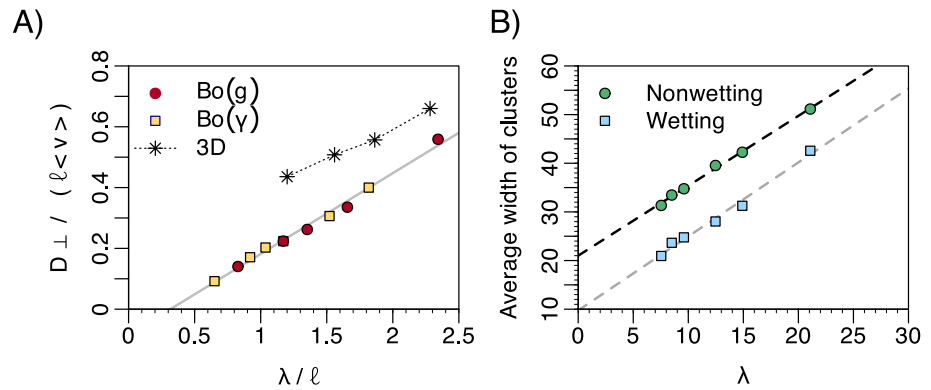 A)
D⊥ / (ℓ<v>)
0.8
0.6
0.4
0.2
0
Bo(g)
Bo(γ)
3D
0 0.5 1 1.5 2 2.5
λ/ℓ
B)
Average width of clusters
60
50
40
30
20
10
Nonwetting
Wetting
0 5 10 15 20 25 30
λ